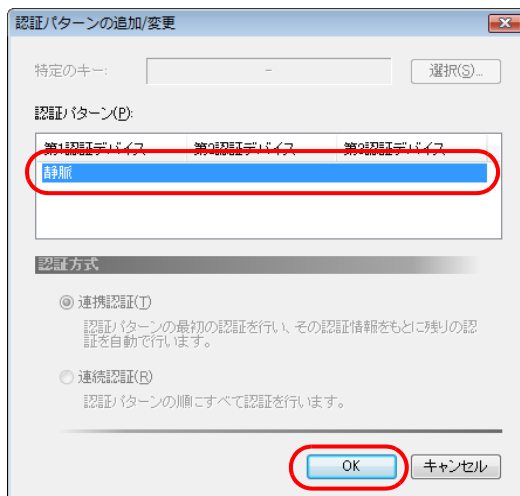 認証パターンの追加/変更
特定のキー: - 選択(S)...
認証パターン(P):
第1認証デバイス 第2認証デバイス 第3認証デバイス
静脈
認証方式
連携認証(T)
認証パターンの最初の認証を行い、その認証情報をもとに残りの認
証を自動で行います。
連続認証(R)
認証パターンの順にすべて認証を行います。
OK キャンセル